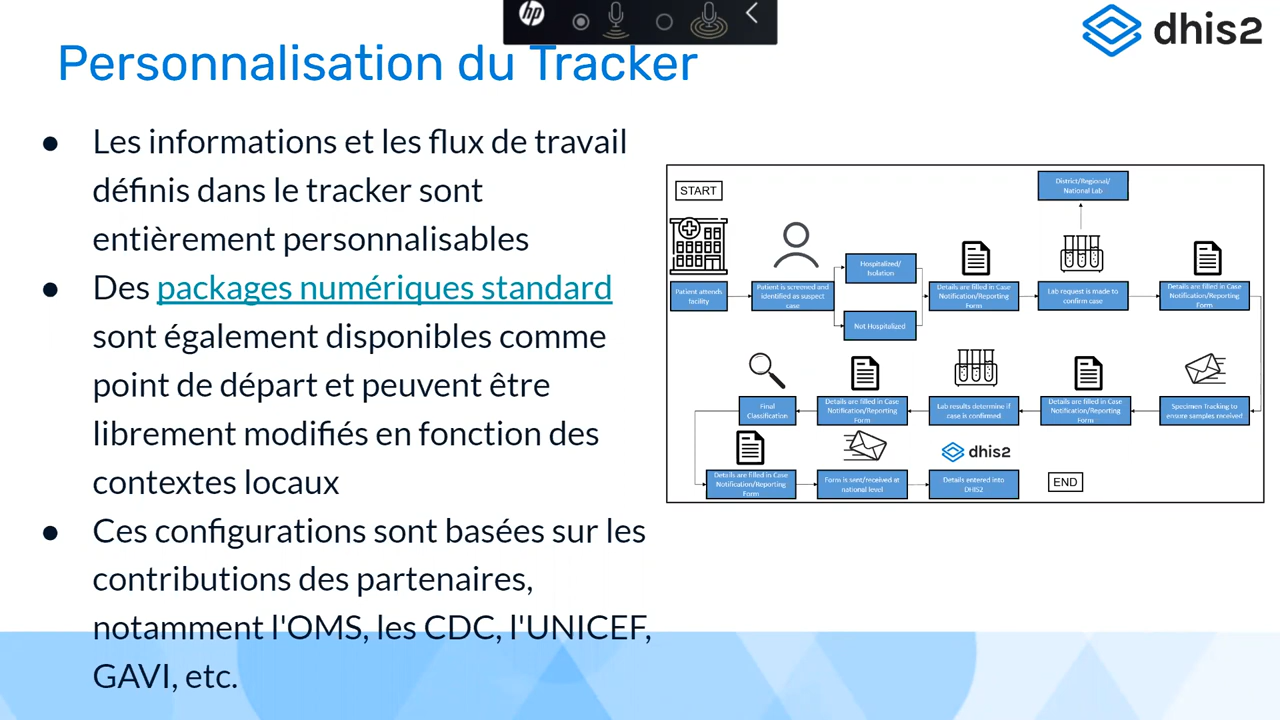 hp
dhis2
Personnalisation du Tracker
● Les informations et les flux de travail
définis dans le tracker sont
entièrement personnalisables
● Des packages numériques standard
sont également disponibles comme
point de départ et peuvent être
librement modifiés en fonction des
contextes locaux
● Ces configurations sont basées sur les
contributions des partenaires,
notamment l'OMS, les CDC, l'UNICEF,
GAVI, etc.
START
District/Regional/
National Lab
Patient attends
facility
Patient is screened and
identified as suspect
case
Hospitalized/
Isolation
Not Hospitalized
Details are filled in Case
Notification/Reporting
Form
Lab request is made to
confirm case
Details are filled in Case
Notification/Reporting
Form
Specimen Tracking to
ensure samples received
Details are filled in Case
Notification/Reporting
Form
Lab results determine if
case is confirmed
Details are filled in Case
Notification/Reporting
Form
Final
Classification
Details are filled in Case
Notification/Reporting
Form
Form is sent/received at
national level
dhis2
Details entered into
DHIS2
END